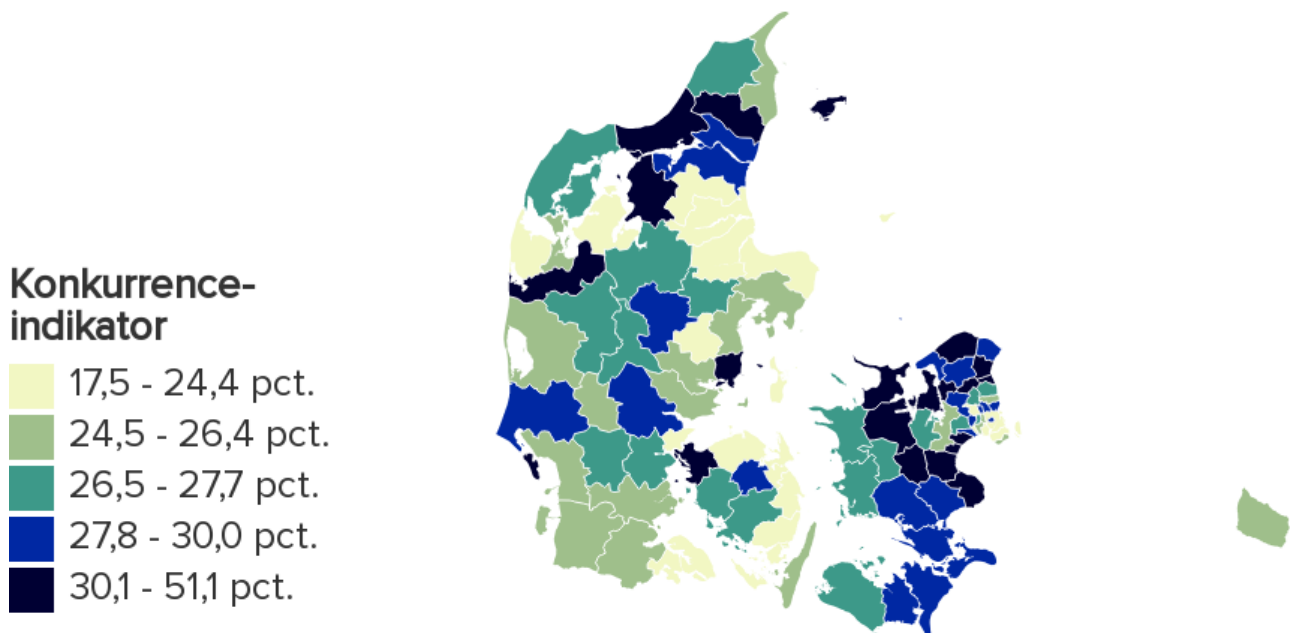 Konkurrence-
indikator
17,5 - 24,4 pct.
24,5 - 26,4 pct.
26,5 - 27,7 pct.
27,8 - 30,0 pct.
30,1 - 51,1 pct.